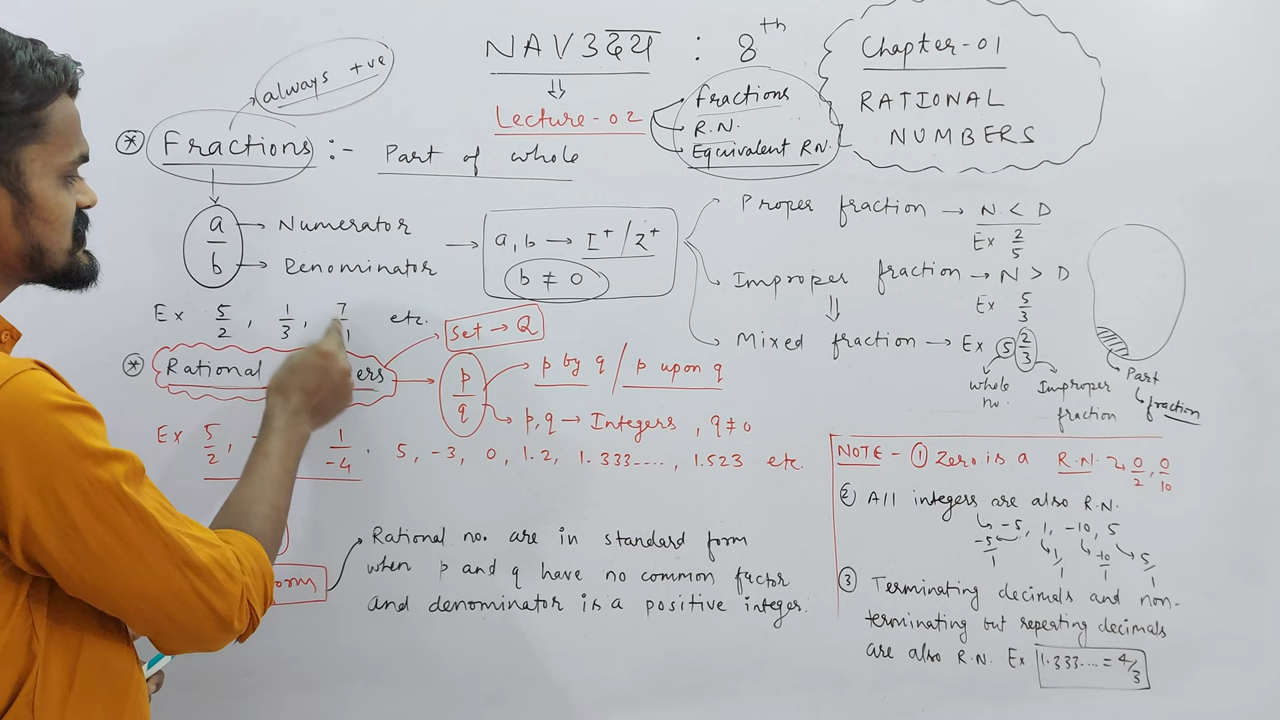 NAV3 : 8th
Chapter-01
RATIONAL
NUMBERS
⇓
Lecture-02
Fractions
R.N.
Equivalent R.N.
always +ve
* Fractions :- Part of whole
a/b
Numerator
Denominator
a, b → I⁺/Z⁺
b ≠ 0
Ex 5/2, 1/3, 7/ etc.
Proper fraction → N < D
Ex 2/5
Improper fraction → N > D
⇓ Ex 5/3
Mixed fraction → Ex 5 2/3
whole no.
Improper fraction
Part
fraction
* Rational
Set → Q
p/q
p by q / p upon q
p, q → Integers, q ≠ 0
Ex 5/2, 1/-4, 5, -3, 0, 1.2, 1.333...., 1.523 etc.
Rational no. are in standard form
when p and q have no common factor
and denominator is a positive integer.
NOTE - ① Zero is a R.N. → 0/2, 0/10
② All integers are also R.N.
-5, 1, -10, 5
-5/1 1/1 -10/1 5/1
③ Terminating decimals and non-
terminating but repeating decimals
are also R.N. Ex 1.333... = 4/3